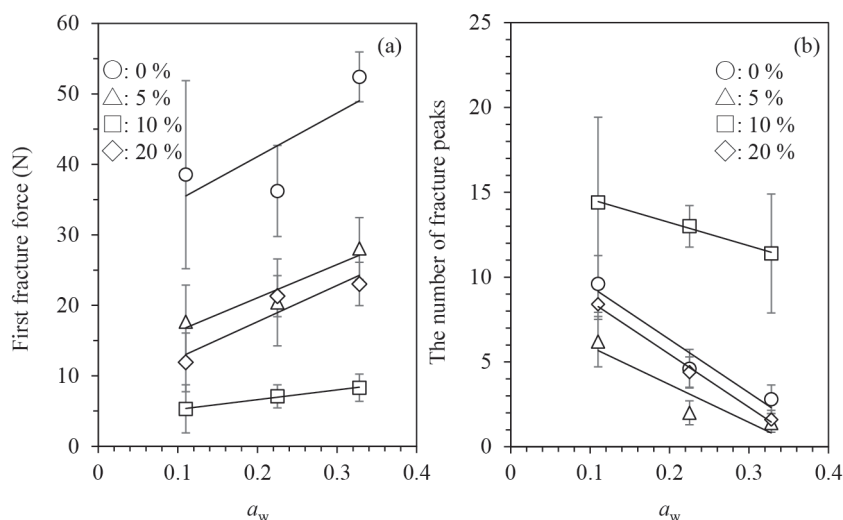 (a)
○: 0 %
△: 5 %
□: 10 %
◇: 20 %
First fracture force (N)
60
50
40
30
20
10
0
0 0.1 0.2 0.3 0.4
a_w
(b)
○: 0 %
△: 5 %
□: 10 %
◇: 20 %
The number of fracture peaks
25
20
15
10
5
0
0 0.1 0.2 0.3 0.4
a_w